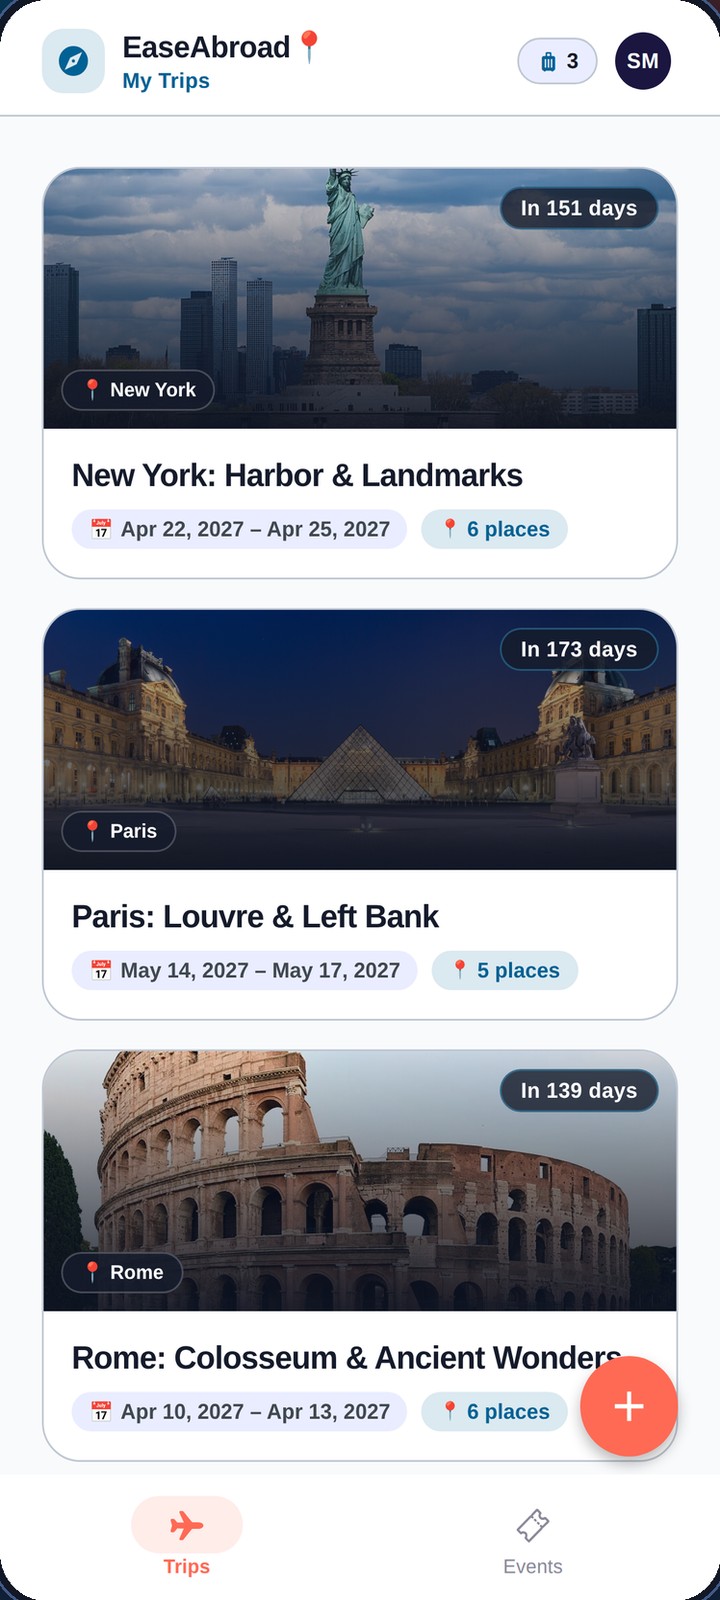 EaseAbroad📍
My Trips
3
SM
In 151 days
📍 New York
New York: Harbor & Landmarks
📅 Apr 22, 2027 – Apr 25, 2027
📍 6 places
In 173 days
📍 Paris
Paris: Louvre & Left Bank
📅 May 14, 2027 – May 17, 2027
📍 5 places
In 139 days
📍 Rome
Rome: Colosseum & Ancient Wonders
📅 Apr 10, 2027 – Apr 13, 2027
📍 6 places
+
Trips
Events